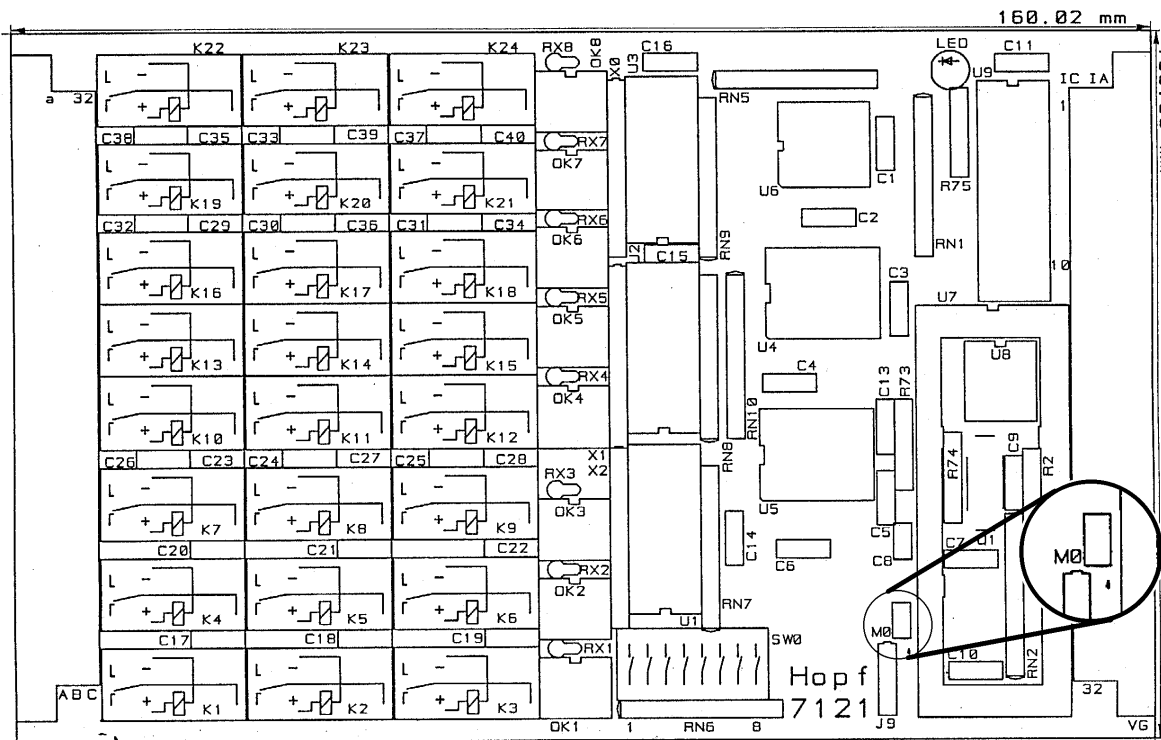 160.02 mm
K22 K23 K24 RX8 OK8 X0 U3 C16 LED C11
a 32 L L L U9 IC IA
RN5 1
C38 C35 C33 C39 C37 C40 RX7
OK7 U6 C1 R75
L K19 L K20 L K21
C32 C29 C30 C36 C31 C34 RX6 C2
OK6 U2 C15 RN9 RN1
L K16 L K17 L K18 RX5 C3 10
OK5 U7
L K13 L K14 L K15 U4 U8
RX4 C4 C13 R73
OK4
L K10 L K11 L K12 RN10
C26 C23 C24 C27 C25 C28 X1 RN8 R74 C9 R2
RX3 X2
L K7 L K8 L K9 OK3 U5 C14 C5
C20 C21 C22 C6 C8 C7 U1 M0
RX2
OK2
L K4 L K5 L K6 RN7
C17 C18 C19 U1 SW0 M0
RX1 C10 RN2
A B C L K1 L K2 L K3 Hopf 32
7121
OK1 1 RN6 8 J9 VG